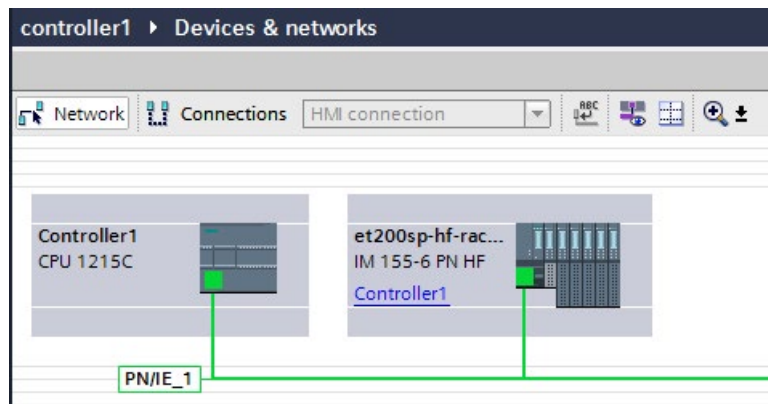 controller1 ▸ Devices & networks
Network Connections HMI connection
Controller1
CPU 1215C
et200sp-hf-rac...
IM 155-6 PN HF
Controller1
PN/IE_1